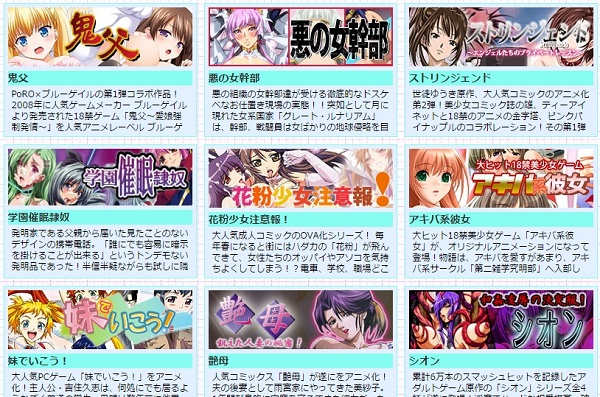 鬼父
鬼父
PoRO×ブルーゲイルの第1弾コラボ作品！
2008年に人気ゲームメーカー ブルーゲイル
より発売された18禁ゲーム「鬼父～愛娘強
制発情～」を人気アニメレーベル ブルーゲ
悪の女幹部
悪の女幹部
悪の組織の女幹部達が受ける徹底的なドスケ
ベなお仕置き現場の実態！！突如として月に
現れた女系国家「グレート・ルナリアム」
は、幹部、戦闘員は女ばかりの地球侵略を目
ストリンジェンド
～エンジェルたちのプライベートレッスン～
ストリンジェンド
世徒ゆうき原作、大人気コミックのアニメ化
第2弾！美少女コミック誌の雄、ティーアイ
ネットと18禁アニメの金字塔、ピンクパ
イナップルのコラボレーション！その第1弾
学園催眠隷奴
学園催眠隷奴
発明家である父親から届いた見たことのない
デザインの携帯電話。「誰にでも容易に暗示
を掛けることが出来る」というトンデモない
発明品であった！半信半疑ながらも試しに隣
花粉少女注意報！
花粉少女注意報！
大人気成人コミックのOVA化シリーズ！ 毎
年春になると街にはハダカの「花粉」が飛ん
できて、女性たちのオッパイやアソコを気
持ちよくしてしまう！？電車、学校、職場とこ
大ヒット18禁美少女ゲーム
アキバ系彼女
アキバ系彼女
大ヒット18禁美少女ゲーム「アキバ系彼
女」が、オリジナルアニメーションになって
登場！物語は、アキバを愛すがあまり、アキ
バ系サークル「第二雑学究明部」へ入部し
妹でいこう！
妹でいこう！
大人気PCゲーム「妹でいこう！」をアニメ
化！主人公・吉住久志は、何処にでも居るよう
艶母
飢えた人妻の秘蜜！
艶母
人気コミックス「艶母」が遂にをアニメ化！
夫の後妻として雨宮家にやってきた美紗子。
和姦凌辱の決定版！
シオン
シオン
累計6万本のスマッシュヒットを記録したア
ダルトゲーム原作の「シオン」シリーズ全4